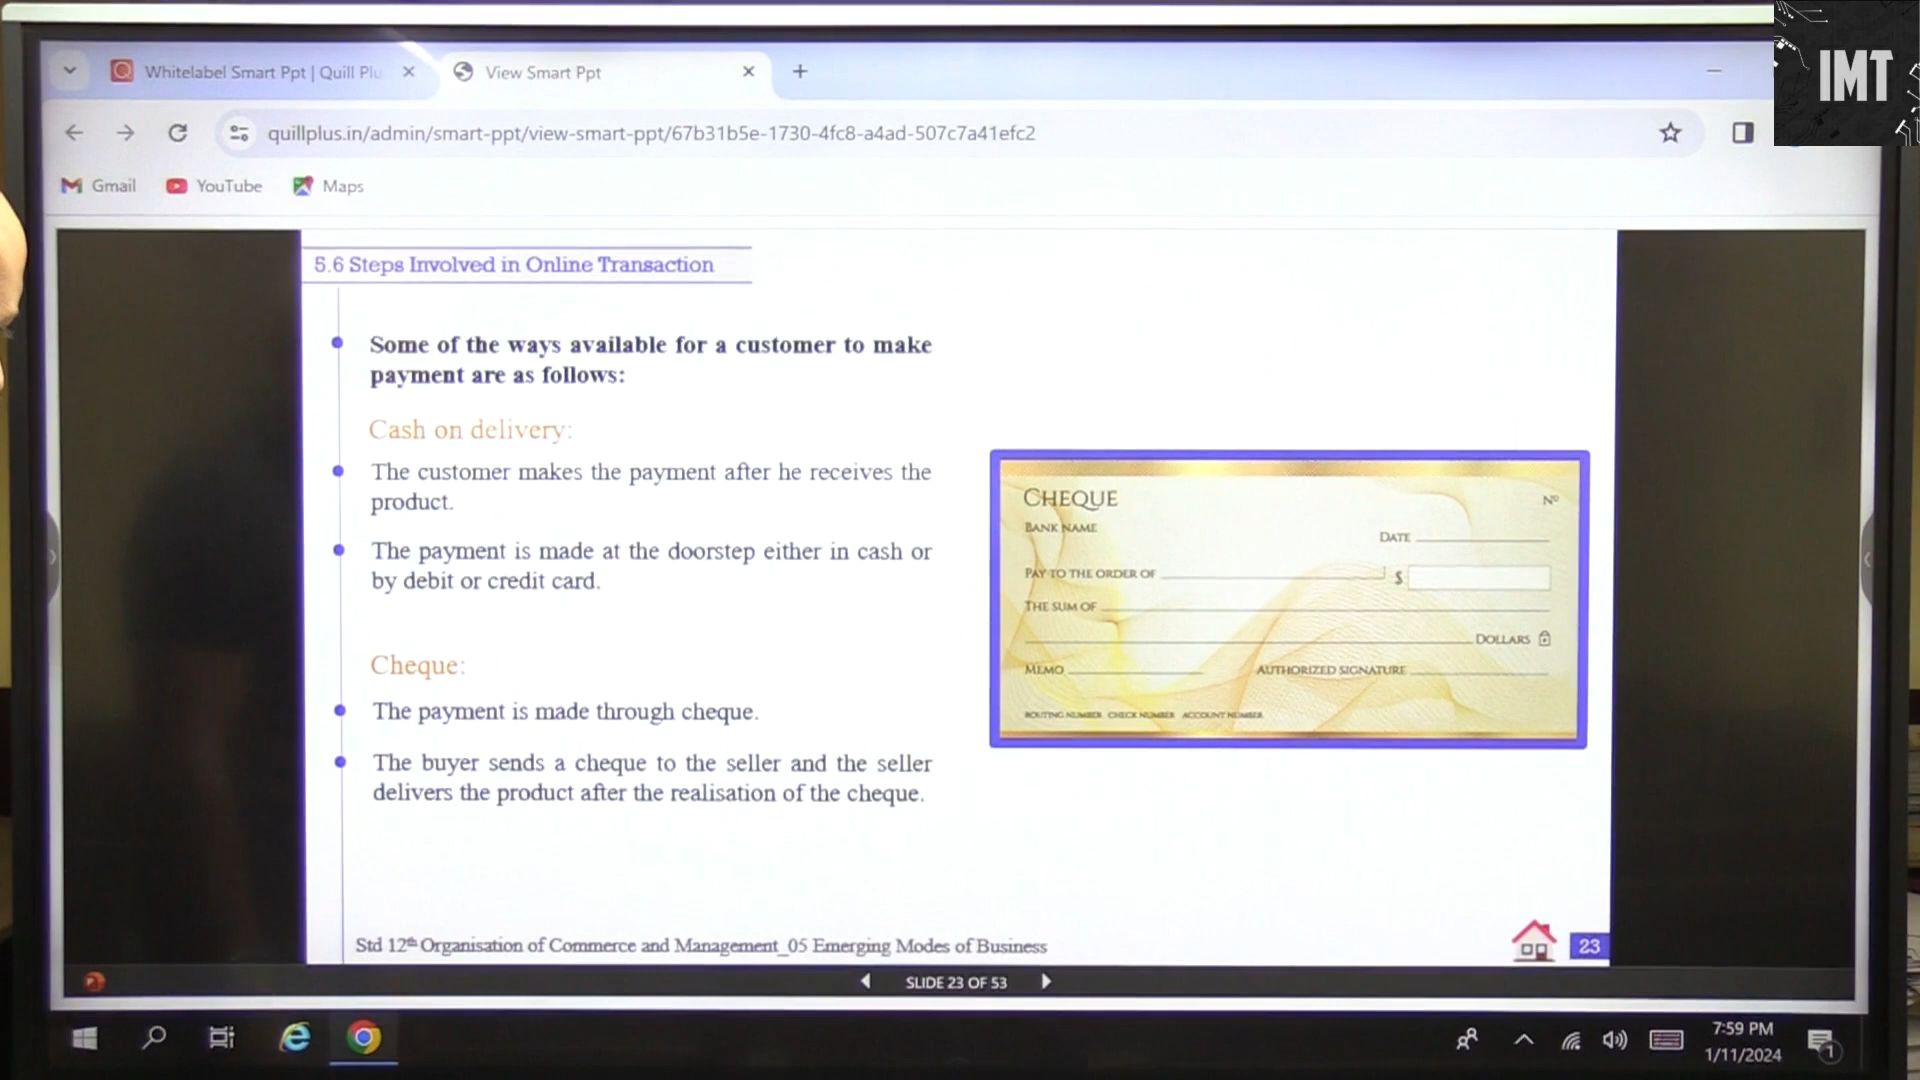 IMT
Whitelabel Smart Ppt | Quill Plu
View Smart Ppt
quillplus.in/admin/smart-ppt/view-smart-ppt/67b31b5e-1730-4fc8-a4ad-507c7a41efc2
Gmail YouTube Maps
5.6 Steps Involved in Online Transaction
Some of the ways available for a customer to make
payment are as follows:
Cash on delivery:
The customer makes the payment after he receives the
product.
The payment is made at the doorstep either in cash or
by debit or credit card.
Cheque:
The payment is made through cheque.
The buyer sends a cheque to the seller and the seller
delivers the product after the realisation of the cheque.
CHEQUE Nº
BANK NAME
DATE
PAY TO THE ORDER OF $
THE SUM OF
DOLLARS
MEMO AUTHORIZED SIGNATURE
ROUTING NUMBER CHECK NUMBER ACCOUNT NUMBER
Std 12th Organisation of Commerce and Management_05 Emerging Modes of Business
23
SLIDE 23 OF 53
7:59 PM
1/11/2024
1